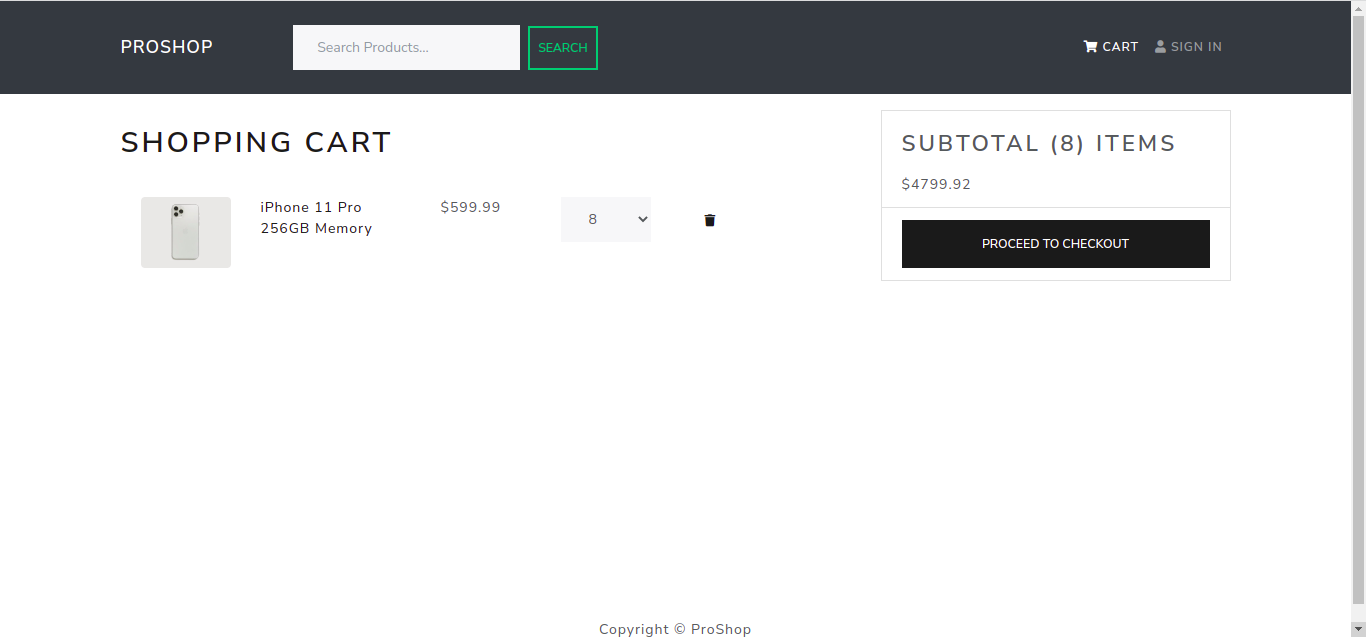 PROSHOP
Search Products...
SEARCH
CART
SIGN IN
SHOPPING CART
iPhone 11 Pro
256GB Memory
$599.99
8
SUBTOTAL (8) ITEMS
$4799.92
PROCEED TO CHECKOUT
Copyright © ProShop